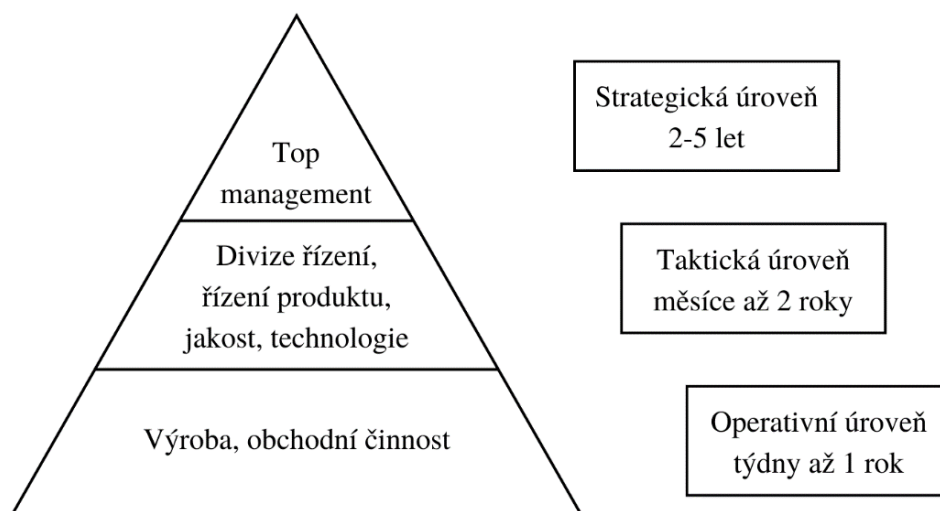 Top
management
Strategická úroveň
2-5 let
Divize řízení,
řízení produktu,
jakost, technologie
Taktická úroveň
měsíce až 2 roky
Výroba, obchodní činnost
Operativní úroveň
týdny až 1 rok